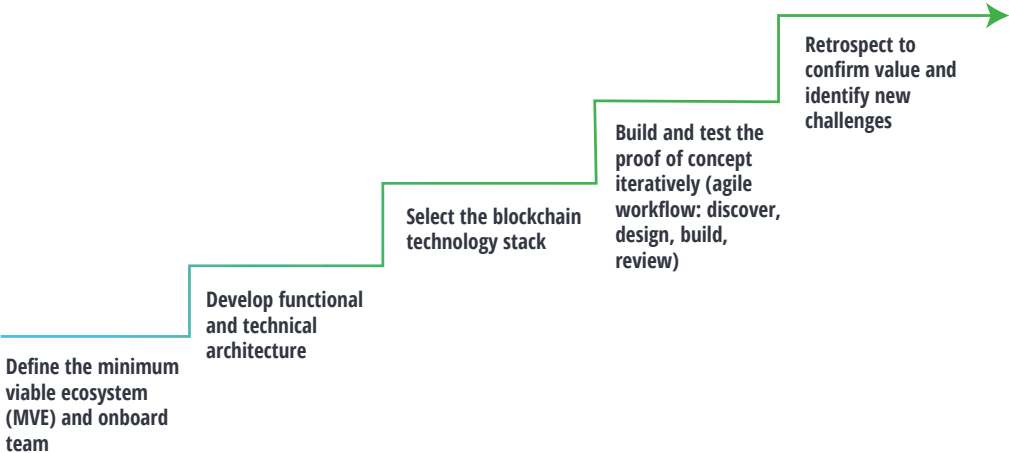 Define the minimum
viable ecosystem
(MVE) and onboard
team
Develop functional
and technical
architecture
Select the blockchain
technology stack
Build and test the
proof of concept
iteratively (agile
workflow: discover,
design, build,
review)
Retrospect to
confirm value and
identify new
challenges